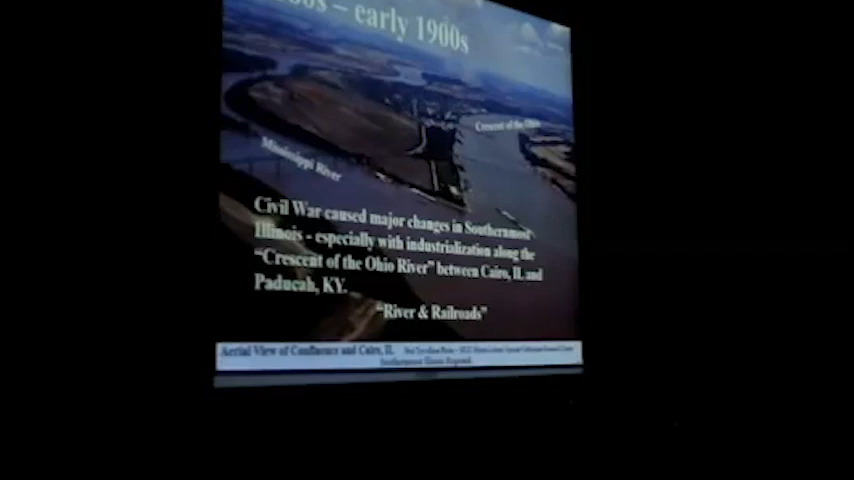 – early 1900s
Crescent of the Ohio
Mississippi River
Civil War caused major changes in Southernmost
Illinois - especially with industrialization along the
“Crescent of the Ohio River” between Cairo, IL and
Paducah, KY.
“River & Railroads”
Aerial View of Confluence and Cairo, IL
Southernmost Illinois